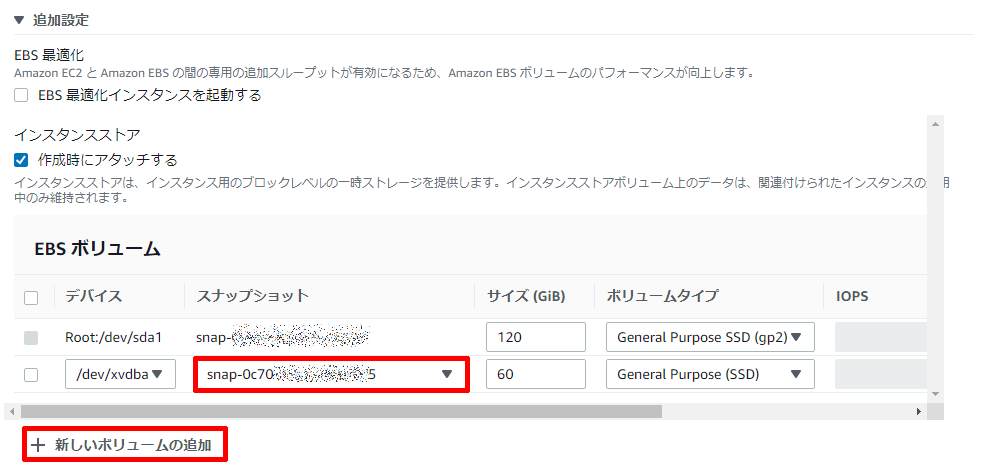 追加設定
EBS 最適化
Amazon EC2 と Amazon EBS の間の専用の追加スループットが有効になるため、Amazon EBS ボリュームのパフォーマンスが向上します。
EBS 最適化インスタンスを起動する
インスタンスストア
作成時にアタッチする
インスタンスストアは、インスタンス用のブロックレベルの一時ストレージを提供します。インスタンスストアボリューム上のデータは、関連付けられたインスタンスの 用
中のみ維持されます。
EBS ボリューム
デバイス スナップショット サイズ (GiB) ボリュームタイプ IOPS
Root:/dev/sda1 snap- 120 General Purpose SSD (gp2)
/dev/xvdba snap-0c70 5 60 General Purpose (SSD)
新しいボリュームの追加